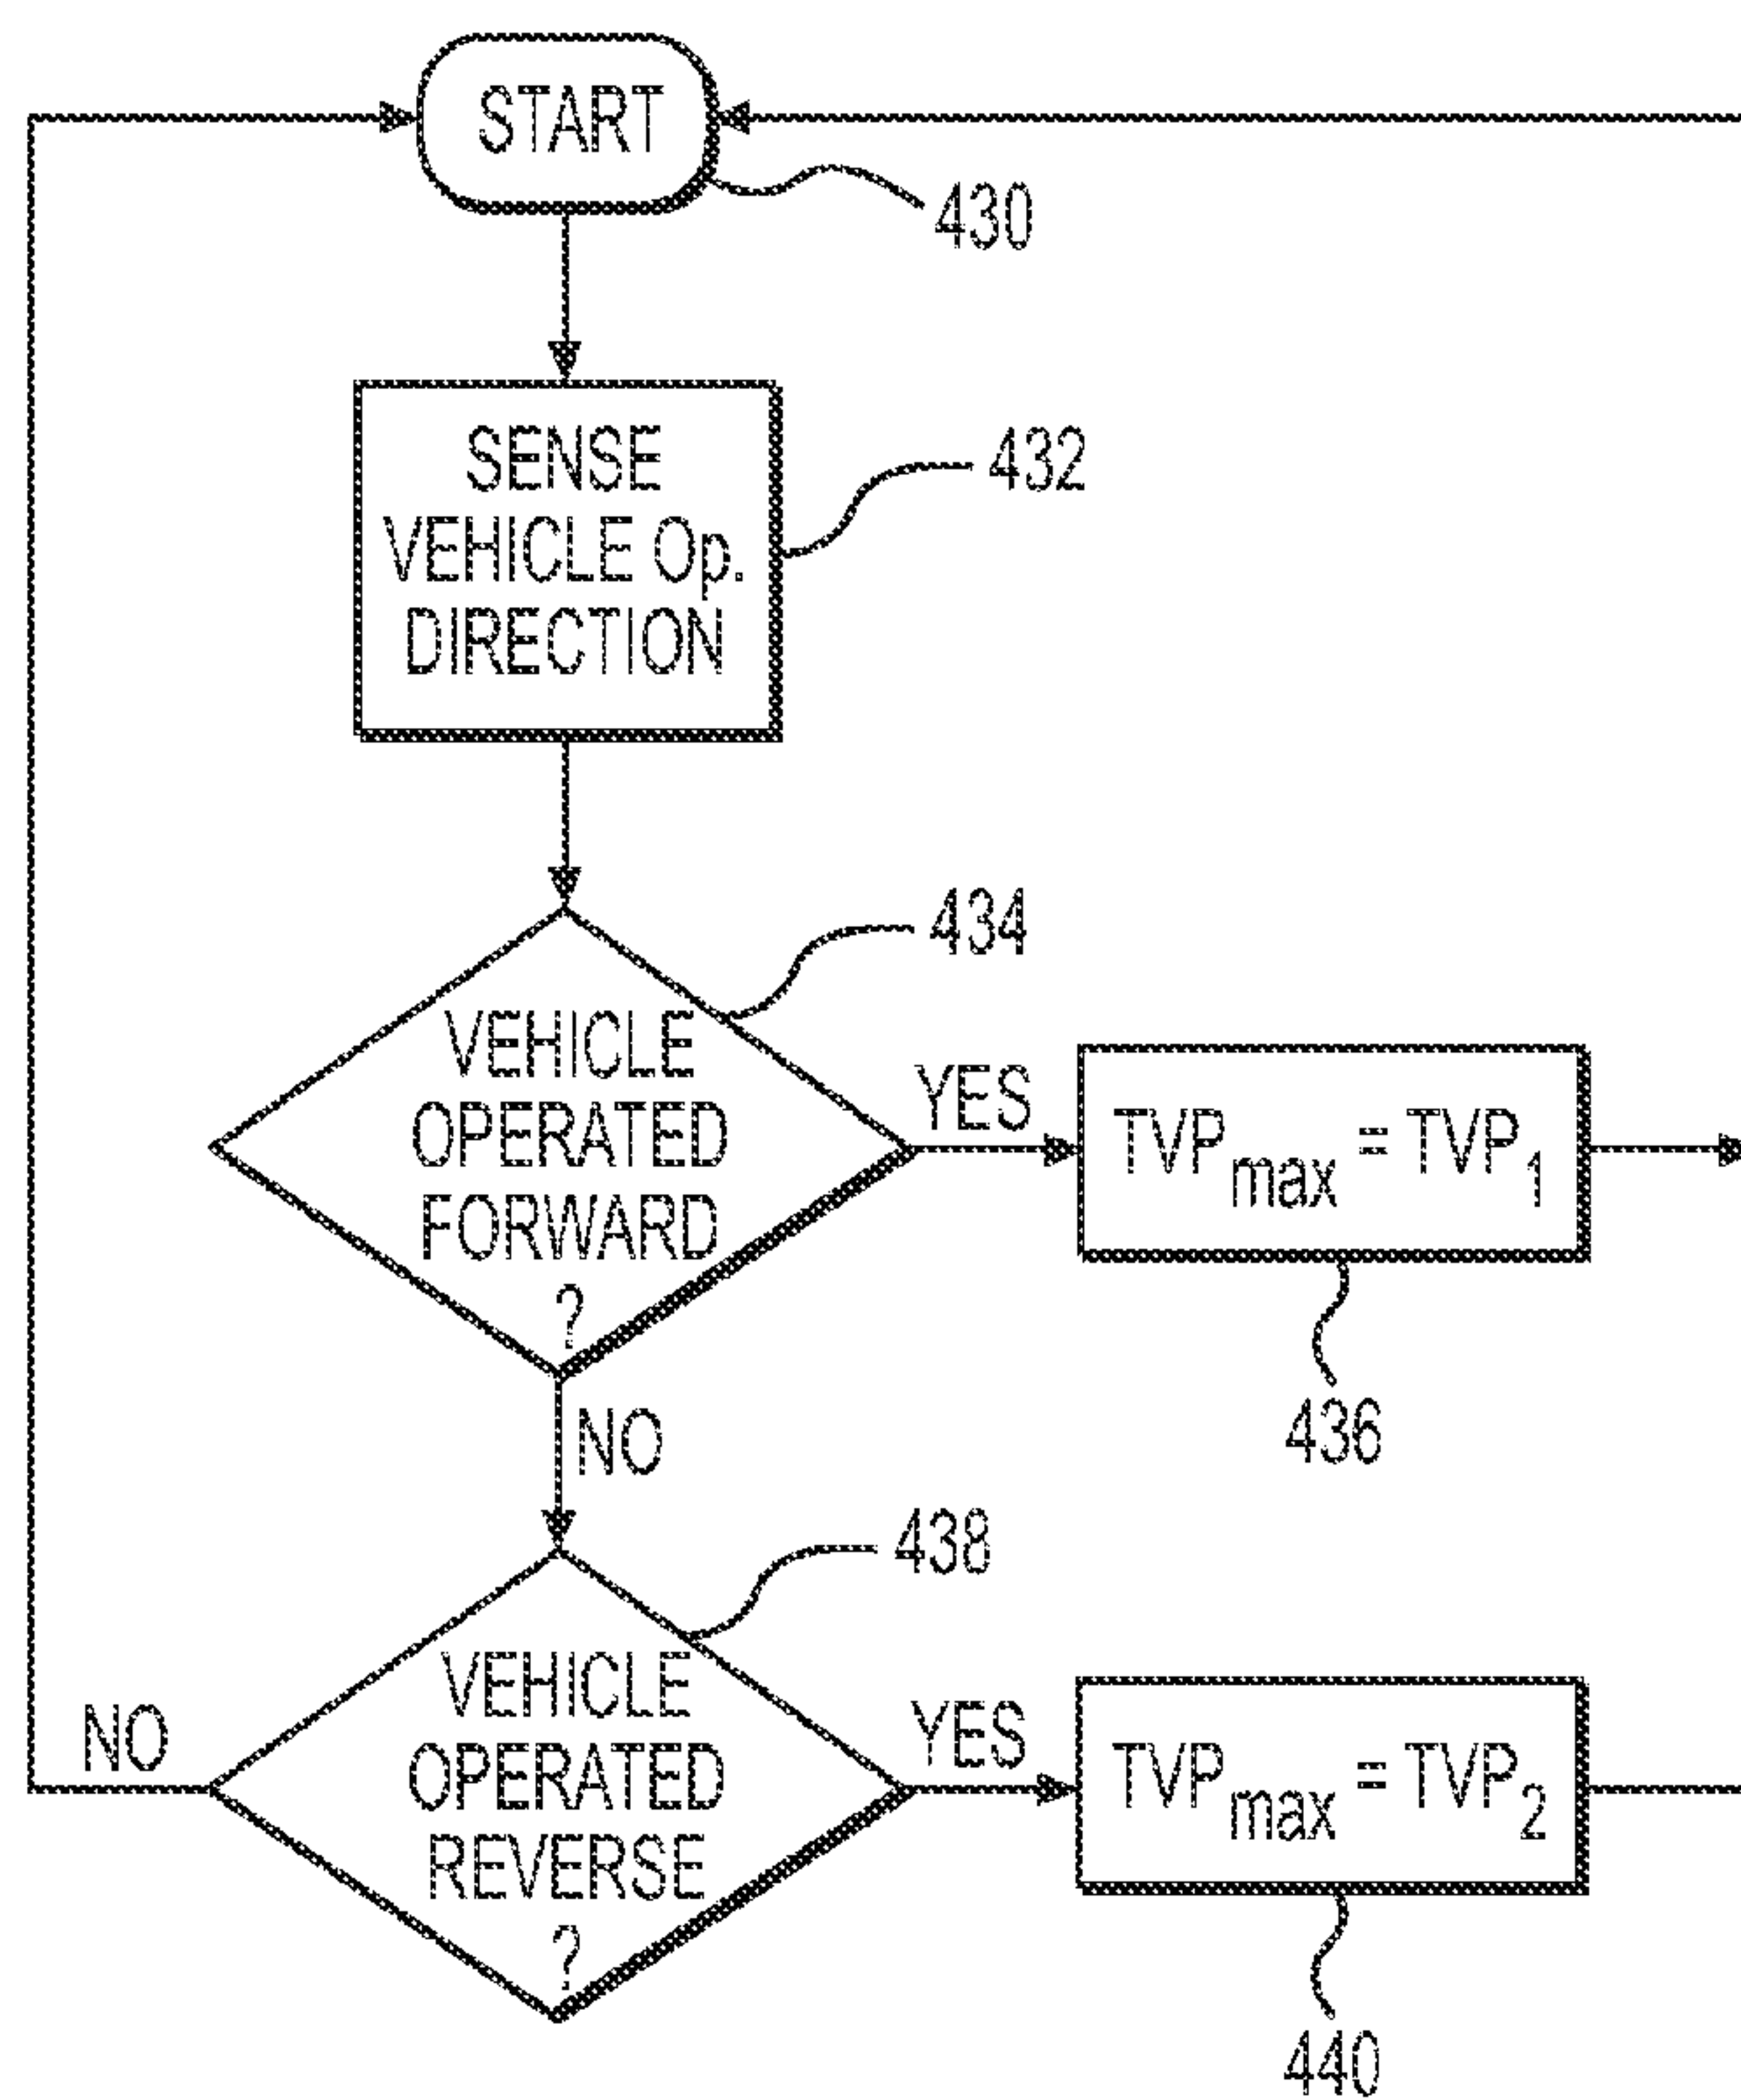 START
430
SENSE
VEHICLE Op.
DIRECTION
432
434
VEHICLE
OPERATED
FORWARD
?
YES
TVPmax = TVP1
436
NO
438
VEHICLE
OPERATED
REVERSE
?
NO
YES
TVPmax = TVP2
440